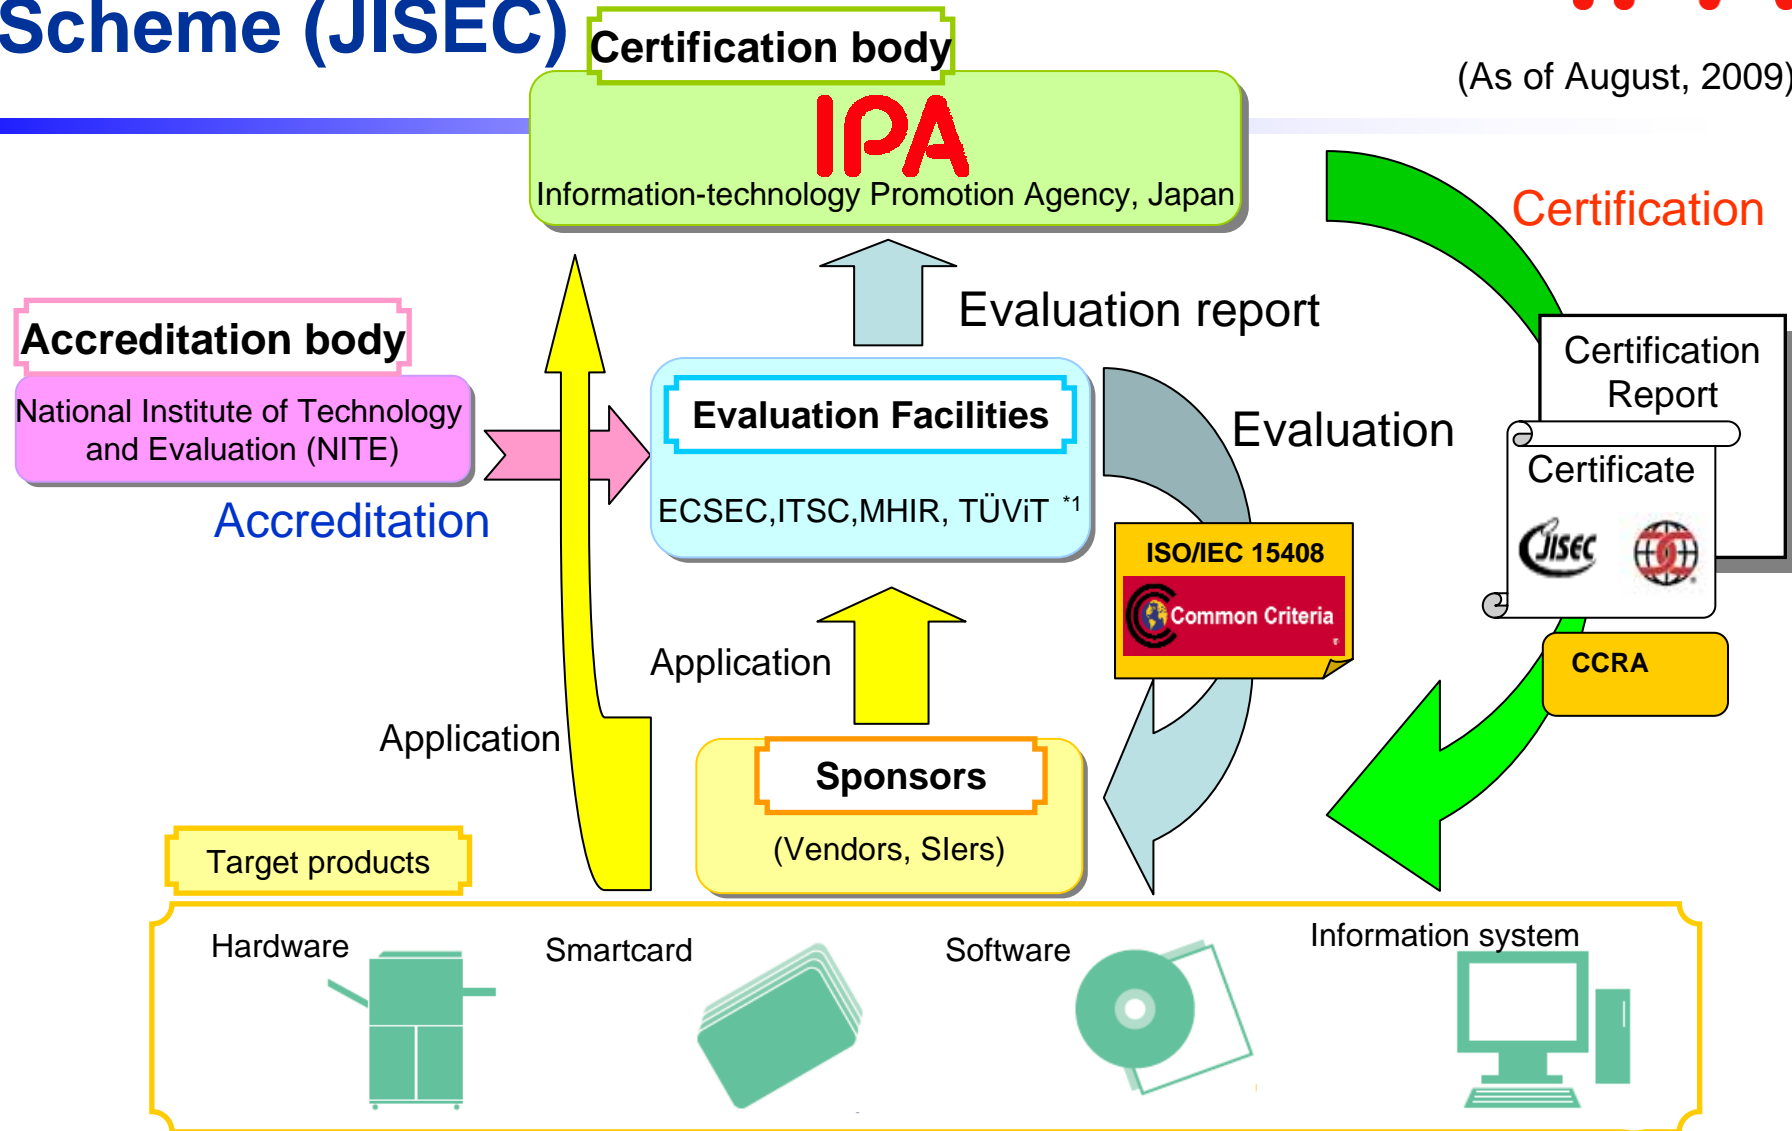 Scheme (JISEC)
Certification body
(As of August, 2009)
IPA
Information-technology Promotion Agency, Japan
Certification
Evaluation report
Accreditation body
National Institute of Technology
and Evaluation (NITE)
Accreditation
Evaluation Facilities
ECSEC,ITSC,MHIR, TÜViT *1
Evaluation
Certification
Report
Certificate
JISEC
ISO/IEC 15408
Common Criteria
CCRA
Application
Application
Sponsors
(Vendors, SIers)
Target products
Hardware
Smartcard
Software
Information system